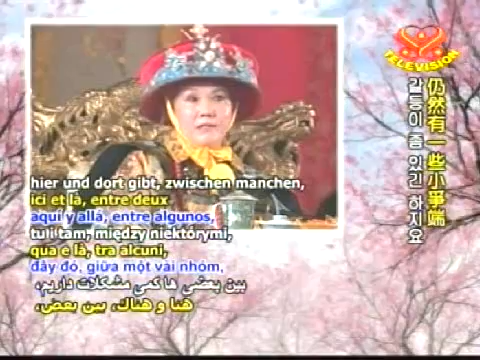 TELEVISION
仍然有一些小爭端
갈등이 좀 있긴 하지요
hier und dort gibt, zwischen manchen,
ici et là, entre deux
aquí y allá, entre algunos,
tu i tam, między niektórymi,
qua e là, tra alcuni,
đây đó, giữa một vài nhóm,
بین بعضی ها کمی مشکلات داریم،
هنا و هناك، بين بعض،